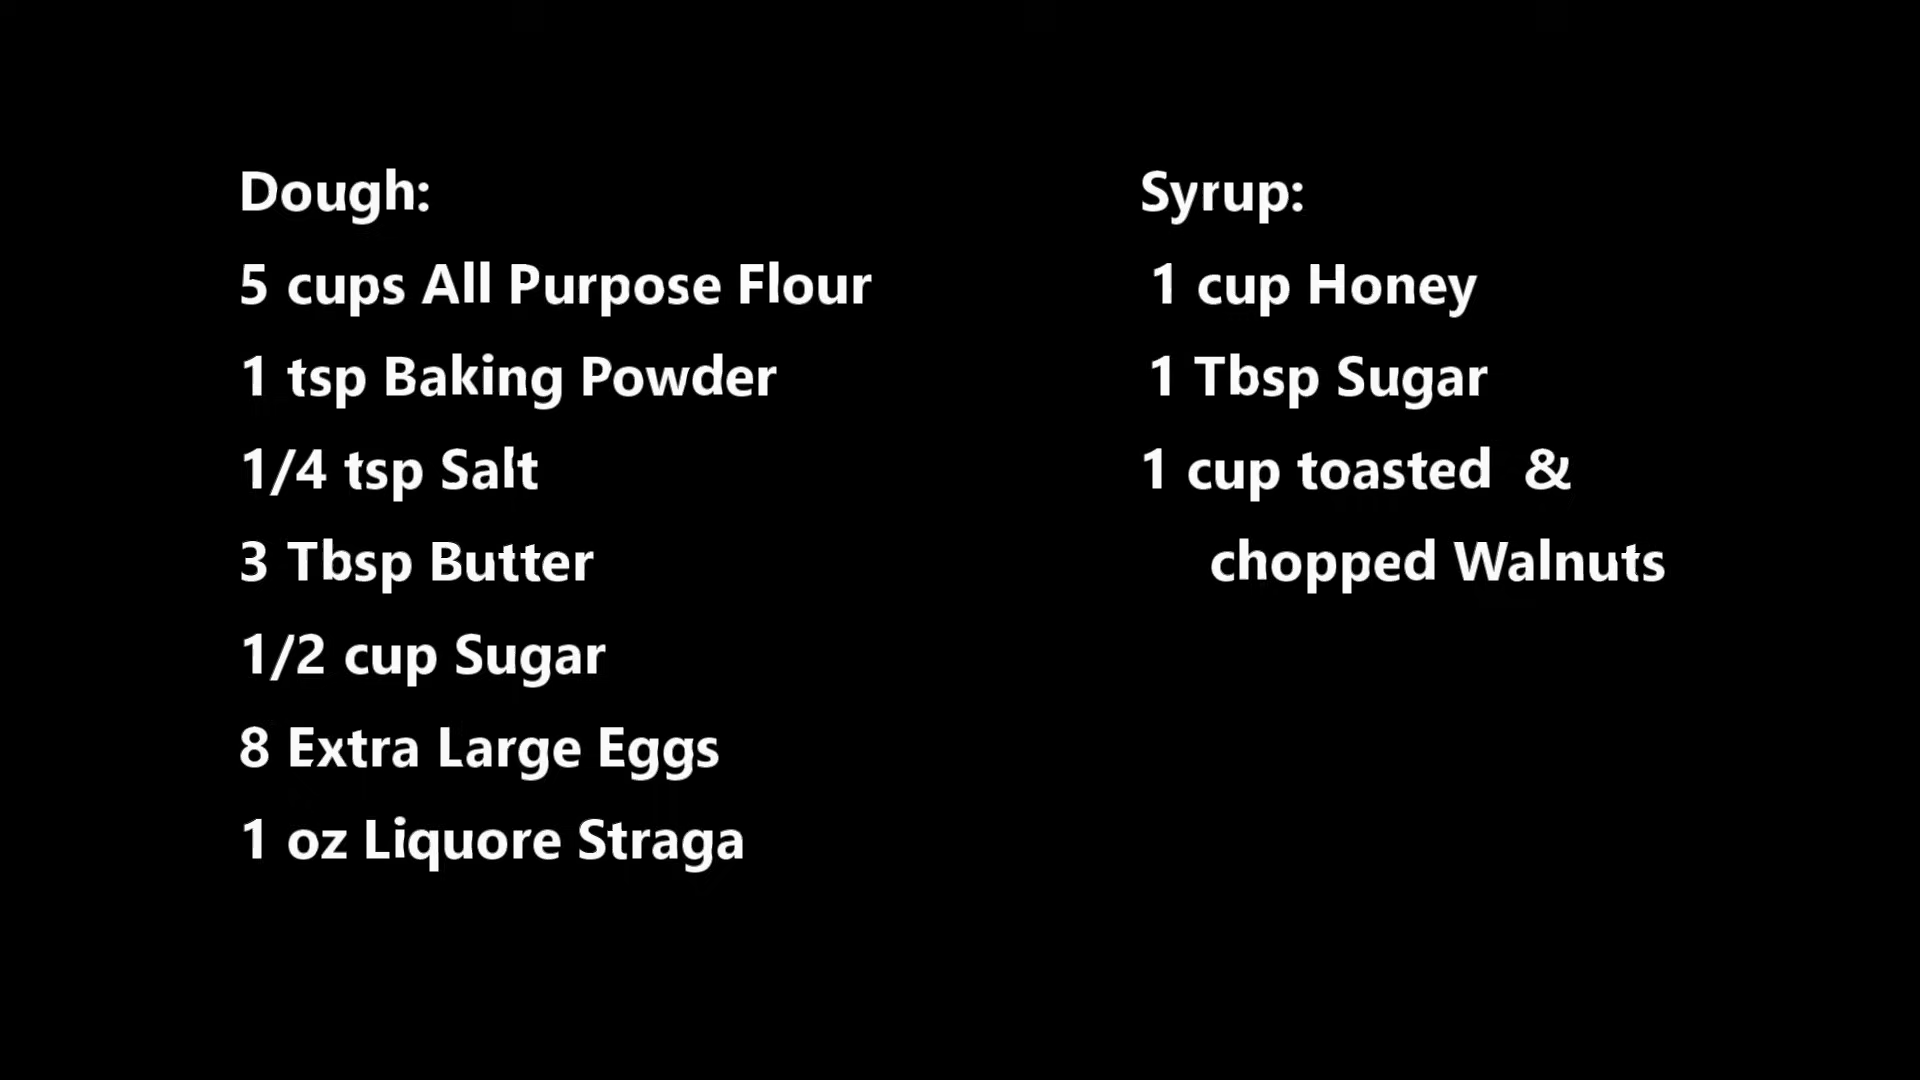 Dough:
5 cups All Purpose Flour
1 tsp Baking Powder
1/4 tsp Salt
3 Tbsp Butter
1/2 cup Sugar
8 Extra Large Eggs
1 oz Liquore Straga
Syrup:
1 cup Honey
1 Tbsp Sugar
1 cup toasted & 
chopped Walnuts